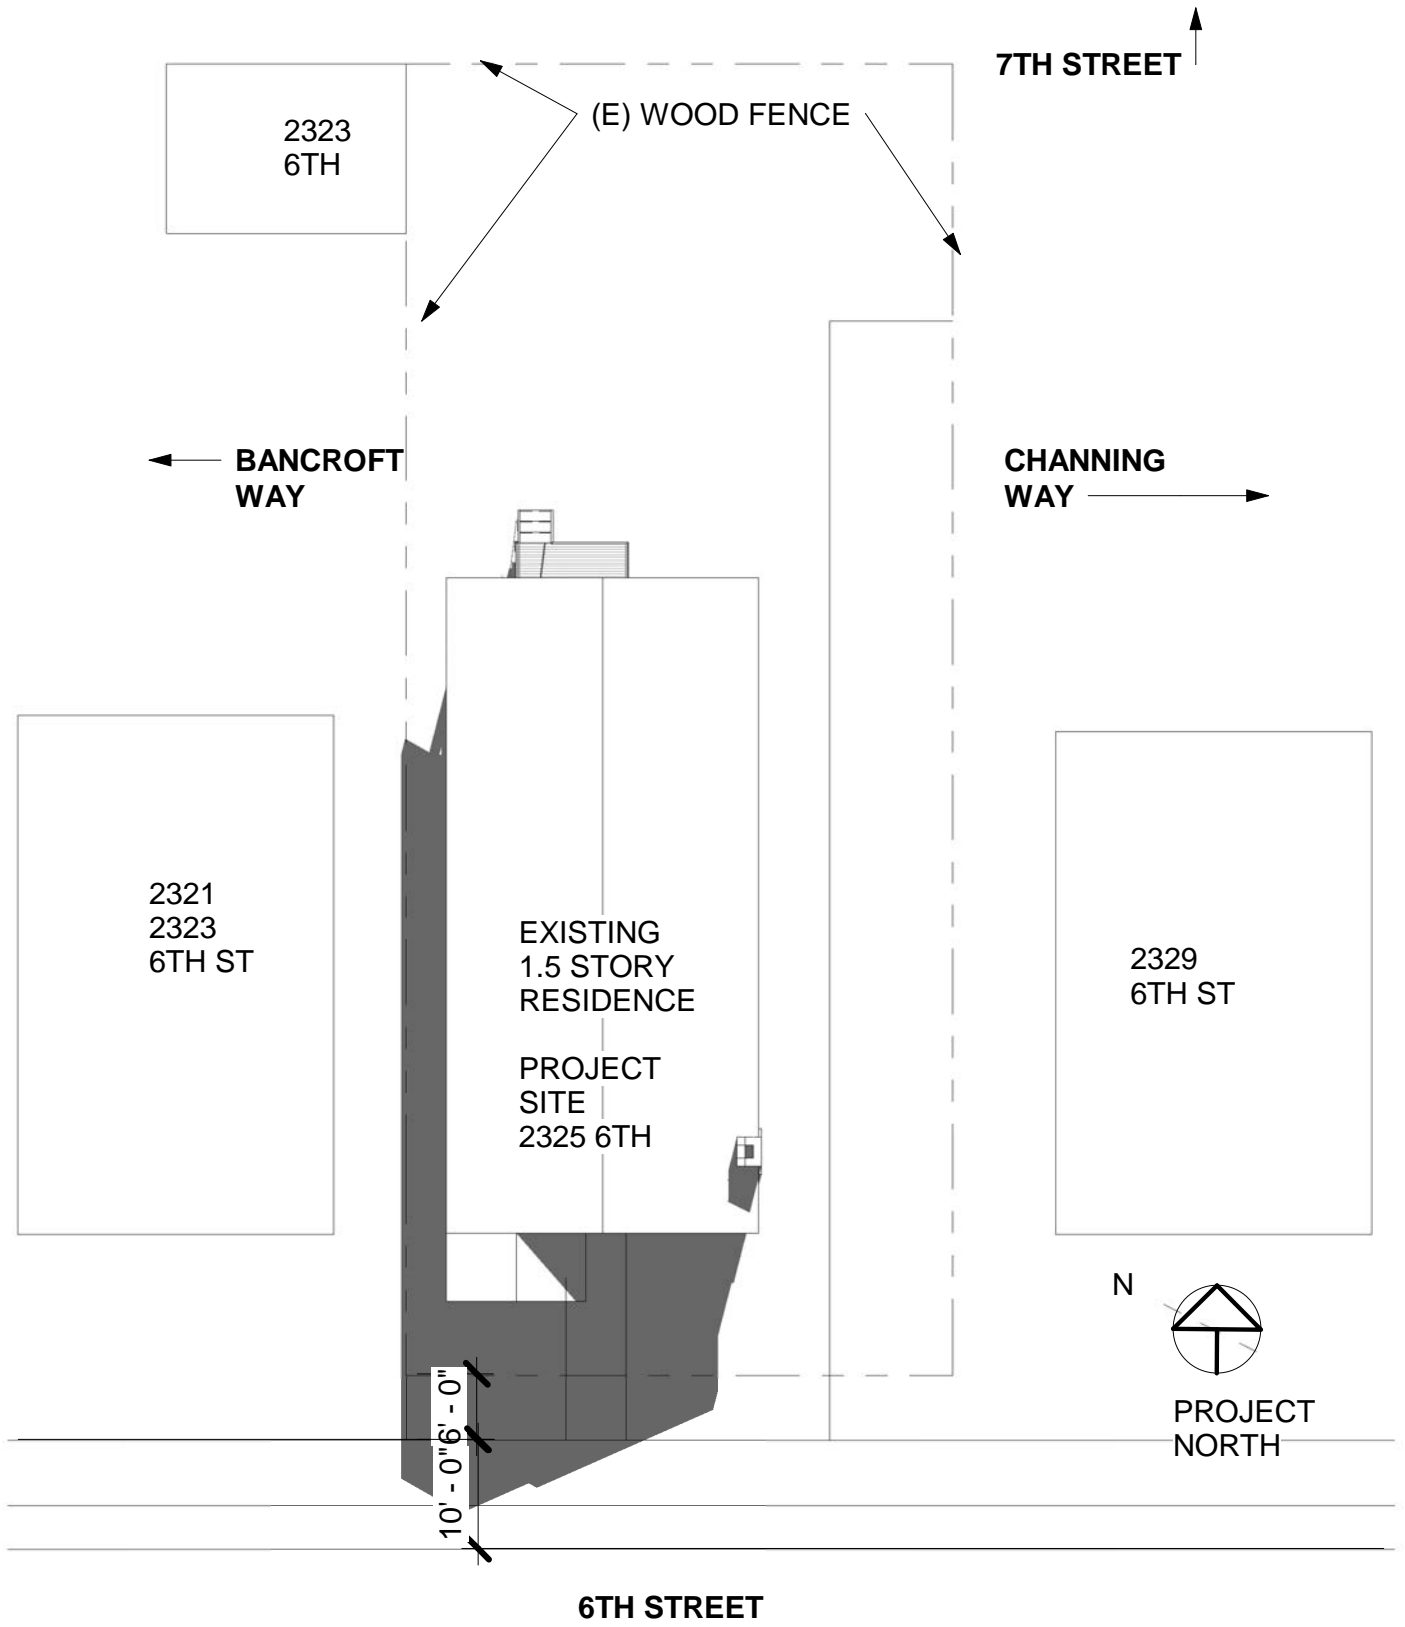 7TH STREET
(E) WOOD FENCE
2323
6TH
BANCROFT
WAY
CHANNING
WAY
2321
2323
6TH ST
EXISTING
1.5 STORY
RESIDENCE
PROJECT
SITE
2325 6TH
2329
6TH ST
N
PROJECT
NORTH
6' - 0"
10' - 0"
6TH STREET